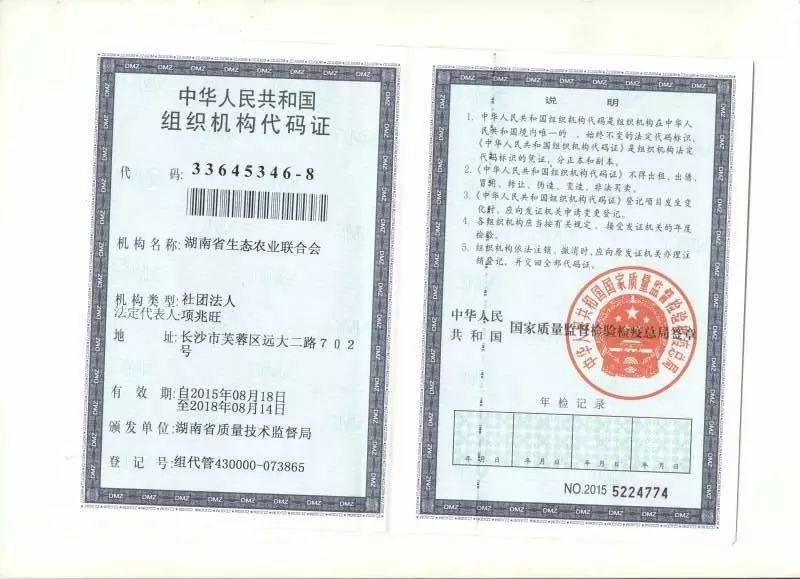 中华人民共和国
组织机构代码证
代 码: 33645346-8
机构名称: 湖南省生态农业联合会
机构类型: 社团法人
法定代表人: 项兆旺
地 址: 长沙市芙蓉区远大二路702
号
有 效 期: 自2015年08月18日
至2018年08月14日
颁发单位: 湖南省质量技术监督局
登 记 号: 组代管430000-073865
说 明
1. 中华人民共和国组织机构代码是组织机构在中华人
民共和国境内唯一的、始终不变的法定代码标识,
《中华人民共和国组织机构代码证》是组织机构法定
代码标识的凭证,分正本和副本。
2. 《中华人民共和国组织机构代码证》不得出租、出借、
冒用、转让、伪造、变造、非法买卖。
3. 《中华人民共和国组织机构代码证》登记项目发生变
化时,应向发证机关申请变更登记。
4. 各组织机构应当按有关规定,接受发证机关的年度
检验。
5. 组织机构依法注销、撤消时,应向原发证机关办理注
销登记,并交回全部代码证。
中华人民
共和国
国家质量监督检验检疫总局签章
中华人民共和国国家质量监督检验检疫总局
年检记录
年 月 日
年 月 日
年 月 日
年 月 日
NO.2015 5224774